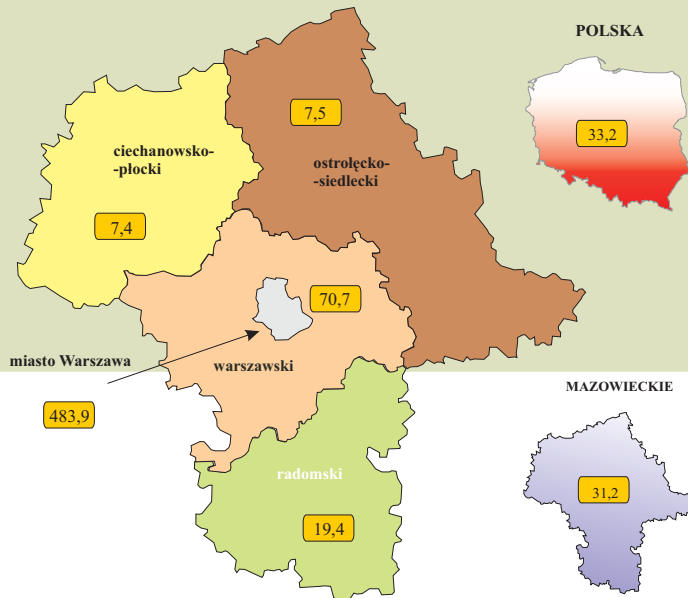 POLSKA
33,2
7,5
ciechanowsko-
-płocki
ostrołęcko-
-siedlecki
7,4
70,7
miasto Warszawa
warszawski
483,9
MAZOWIECKIE
radomski
31,2
19,4